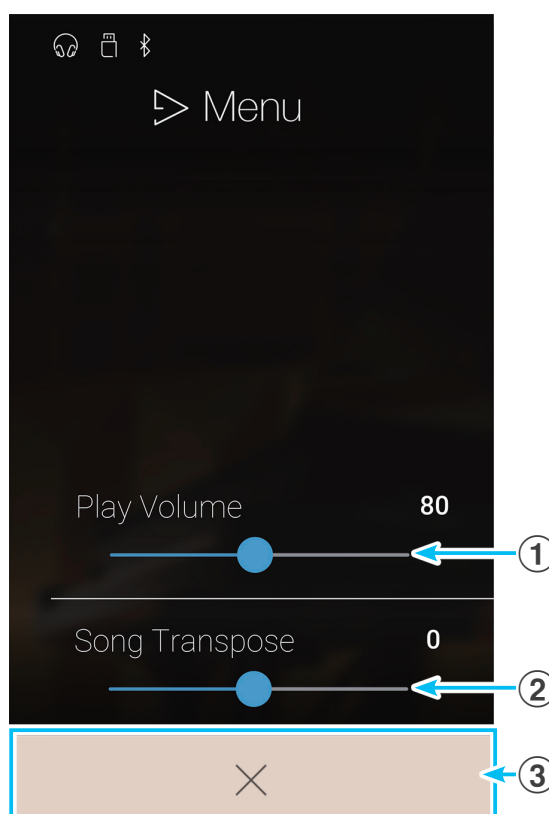 Menu
Play Volume 80
①
Song Transpose 0
②
③